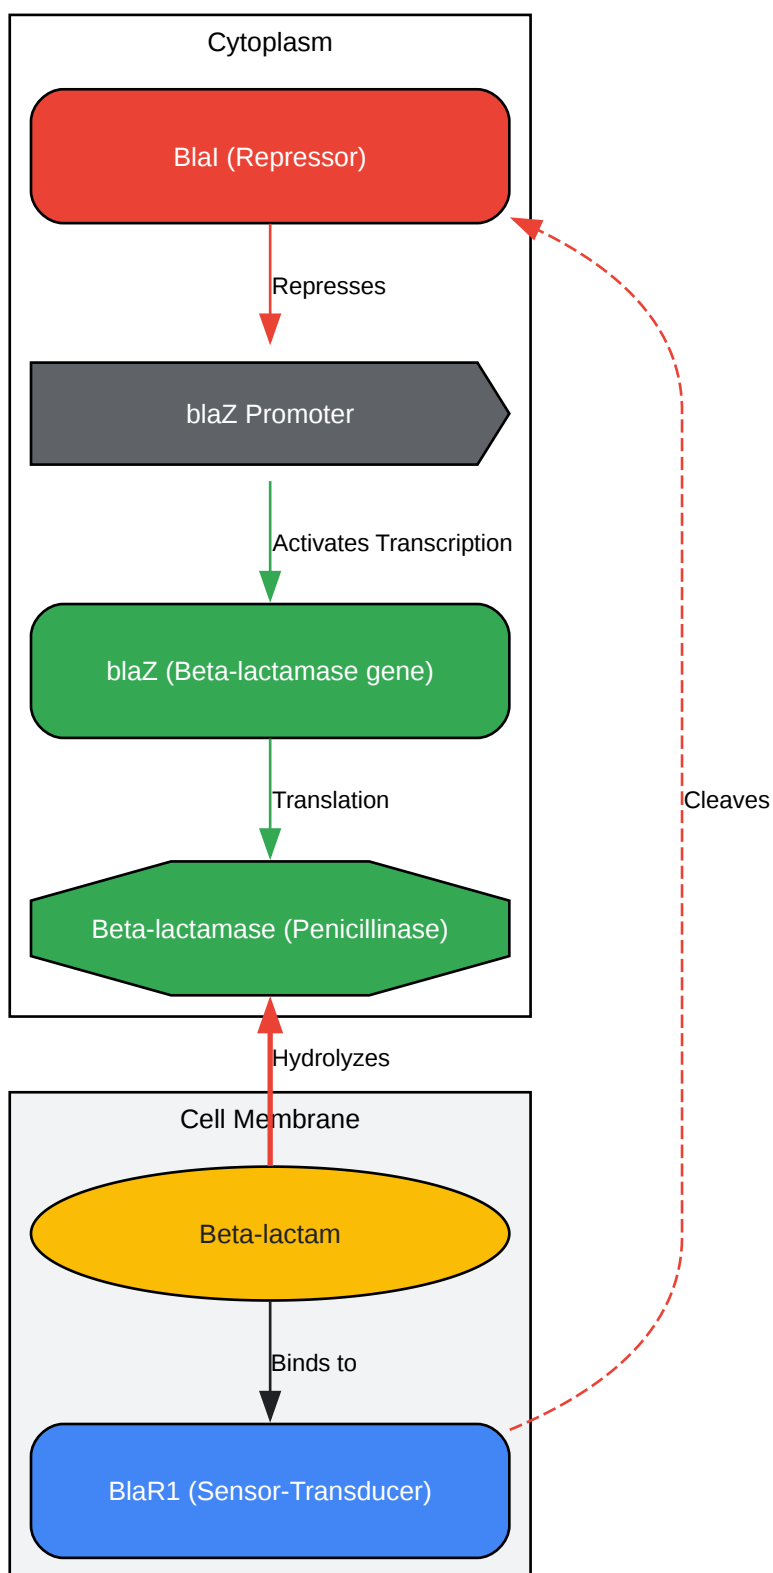 Cytoplasm
BlaI (Repressor)
Represses
blaZ Promoter
Activates Transcription
blaZ (Beta-lactamase gene)
Translation
Cleaves
Beta-lactamase (Penicillinase)
Hydrolyzes
Cell Membrane
Beta-lactam
Binds to
BlaR1 (Sensor-Transducer)